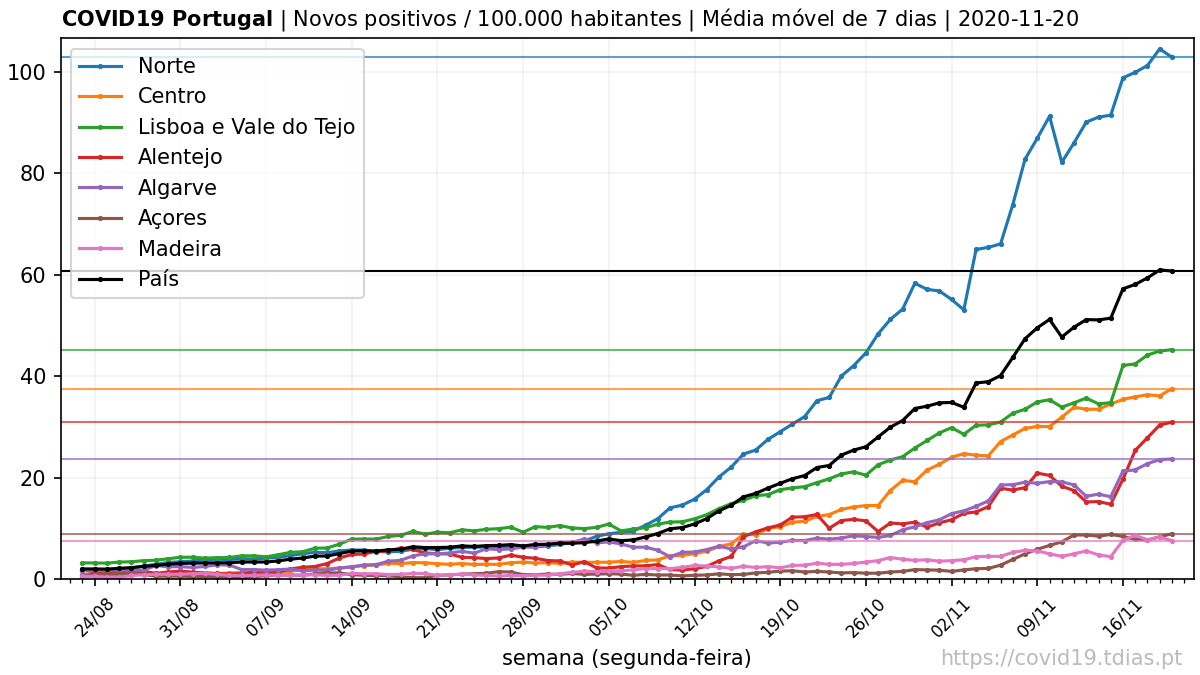 COVID19 Portugal | Novos positivos / 100.000 habitantes | Média móvel de 7 dias | 2020-11-20
Norte
Centro
Lisboa e Vale do Tejo
Alentejo
Algarve
Açores
Madeira
País
100
80
60
40
20
0
24/08 31/08 07/09 14/09 21/09 28/09 05/10 12/10 19/10 26/10 02/11 09/11 16/11
semana (segunda-feira)
https://covid19.tdias.pt